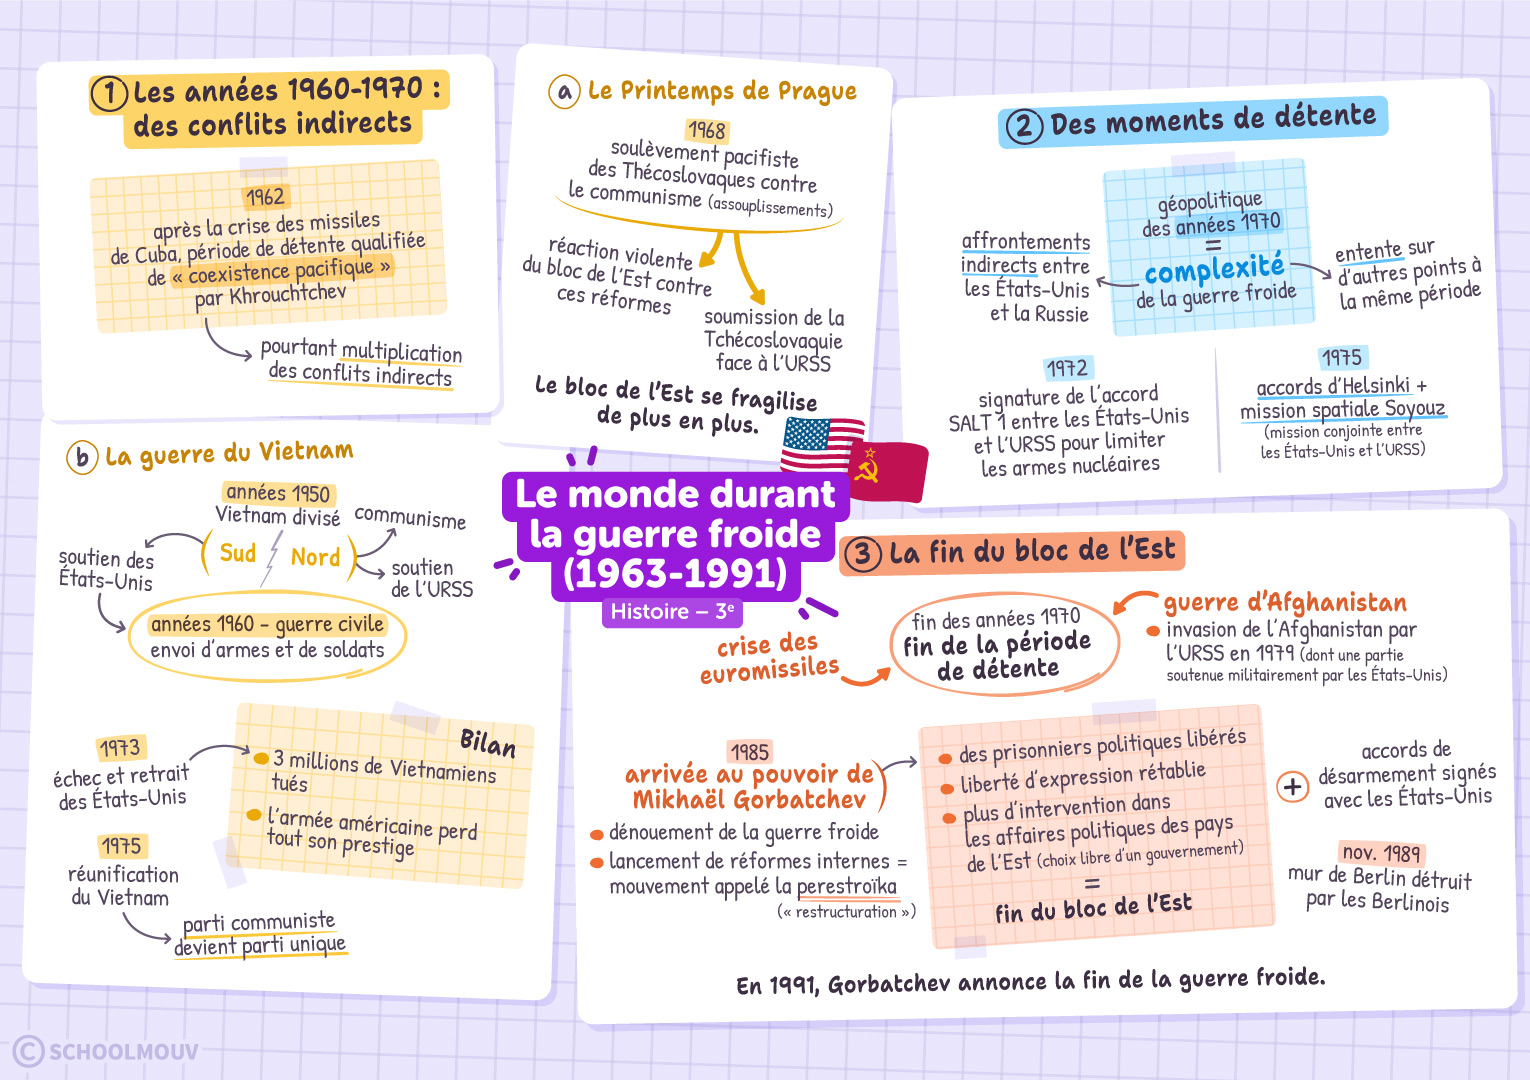 1 Les années 1960-1970 :
des conflits indirects
1962
après la crise des missiles
de Cuba, période de détente qualifiée
de « coexistence pacifique »
par Khrouchtchev
pourtant multiplication
des conflits indirects
a Le Printemps de Prague
1968
soulèvement pacifiste
des Thécoslovaques contre
le communisme (assouplissements)
réaction violente
du bloc de l'Est contre
ces réformes
soumission de la
Tchécoslovaquie
face à l'URSS
Le bloc de l'Est se fragilise
de plus en plus.
b La guerre du Vietnam
années 1950
Vietnam divisé
communisme
Sud
Nord
soutien des
États-Unis
soutien
de l'URSS
années 1960 - guerre civile
envoi d'armes et de soldats
1973
échec et retrait
des États-Unis
Bilan
3 millions de Vietnamiens
tués
l'armée américaine perd
tout son prestige
1975
réunification
du Vietnam
parti communiste
devient parti unique
Le monde durant
la guerre froide
(1963-1991)
Histoire – 3e
2 Des moments de détente
géopolitique
des années 1970
=
complexité
de la guerre froide
affrontements
indirects entre
les États-Unis
et la Russie
entente sur
d'autres points à
la même période
1972
signature de l'accord
SALT 1 entre les États-Unis
et l'URSS pour limiter
les armes nucléaires
1975
accords d'Helsinki +
mission spatiale Soyouz
(mission conjointe entre
les États-Unis et l'URSS)
3 La fin du bloc de l'Est
fin des années 1970
fin de la période
de détente
crise des
euromissiles
guerre d'Afghanistan
invasion de l'Afghanistan par
l'URSS en 1979 (dont une partie
soutenue militairement par les États-Unis)
1985
arrivée au pouvoir de
Mikhaël Gorbatchev
dénouement de la guerre froide
lancement de réformes internes =
mouvement appelé la perestroïka
(« restructuration »)
des prisonniers politiques libérés
liberté d'expression rétablie
plus d'intervention dans
les affaires politiques des pays
de l'Est (choix libre d'un gouvernement)
=
fin du bloc de l'Est
+
accords de
désarmement signés
avec les États-Unis
nov. 1989
mur de Berlin détruit
par les Berlinois
En 1991, Gorbatchev annonce la fin de la guerre froide.
© SCHOOLMOUV